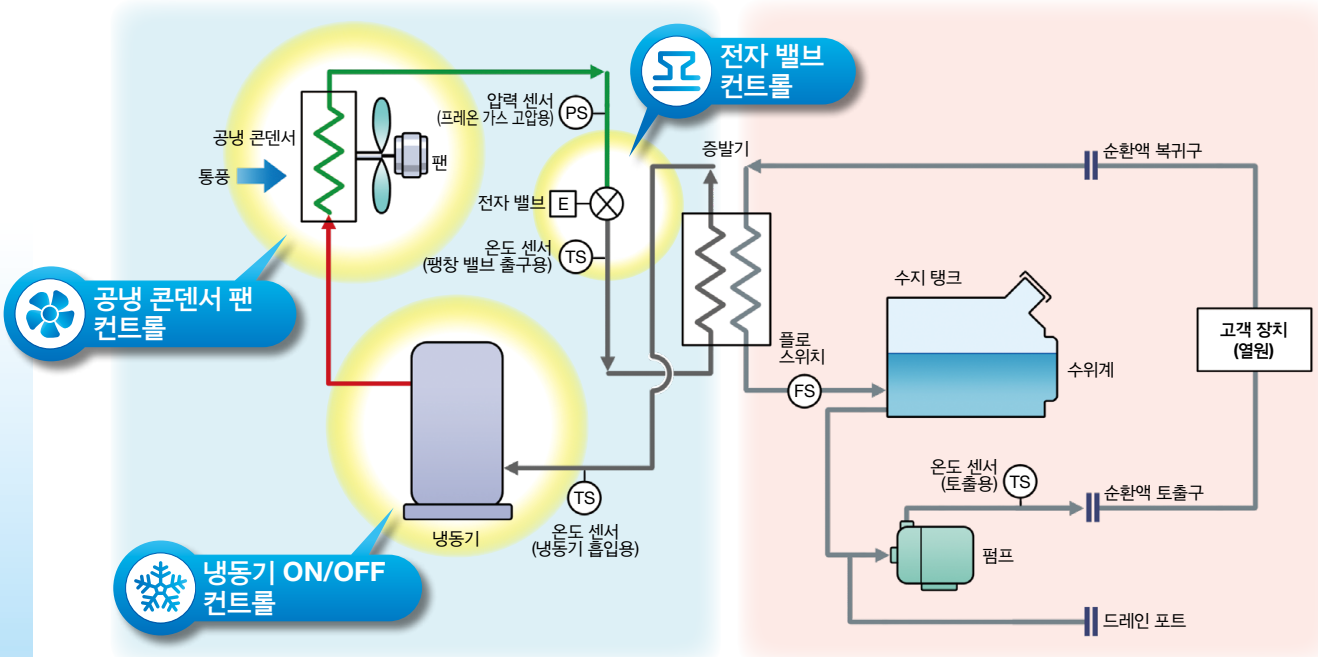 전자 밸브
컨트롤
압력 센서
(프레온 가스 고압용)
PS
공냉 콘덴서
통풍
팬
전자 밸브
E
온도 센서
(팽창 밸브 출구용)
TS
증발기
순환액 복귀구
공냉 콘덴서 팬
컨트롤
수지 탱크
수위계
고객 장치
(열원)
플로
스위치
FS
온도 센서
(토출용)
TS
순환액 토출구
냉동기
TS
온도 센서
(냉동기 흡입용)
펌프
냉동기 ON/OFF
컨트롤
드레인 포트